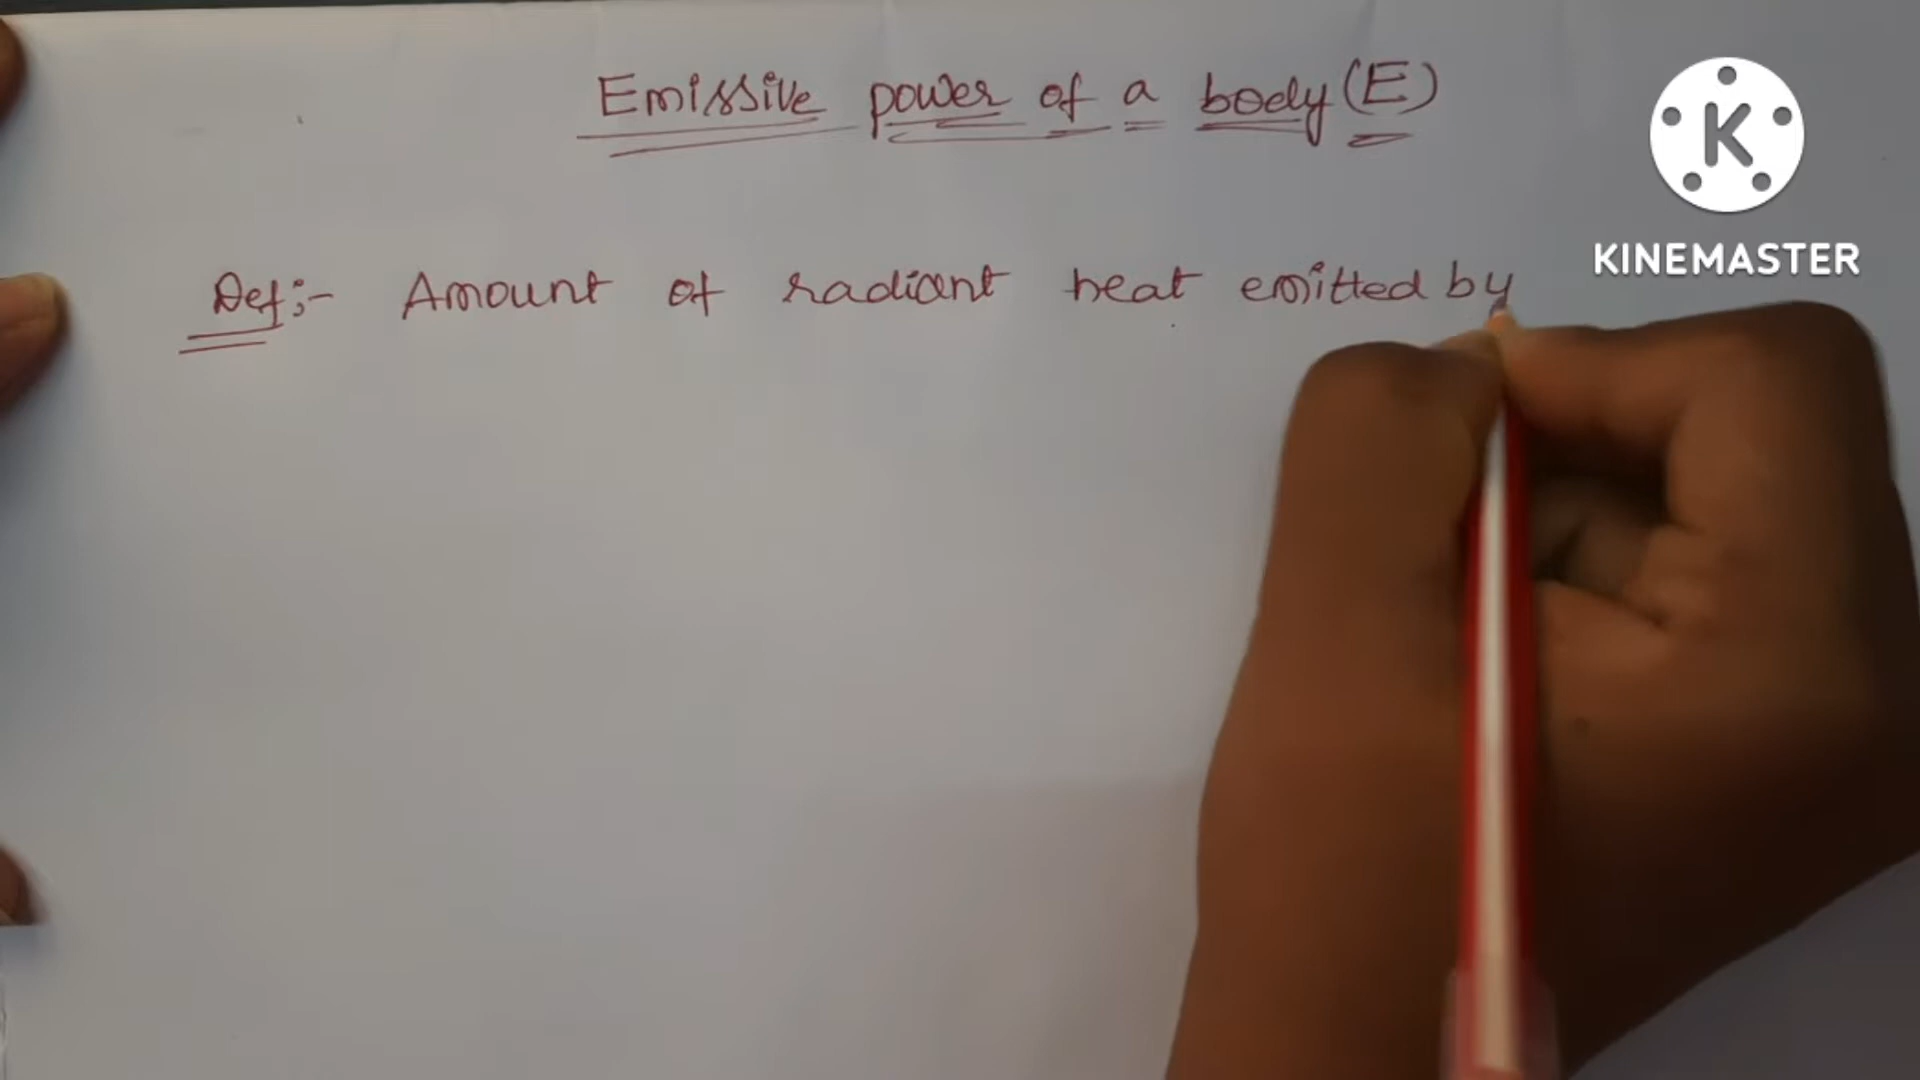 Emissive power of a body (E)
KINEMASTER
Def:- Amount of radiant heat emitted by